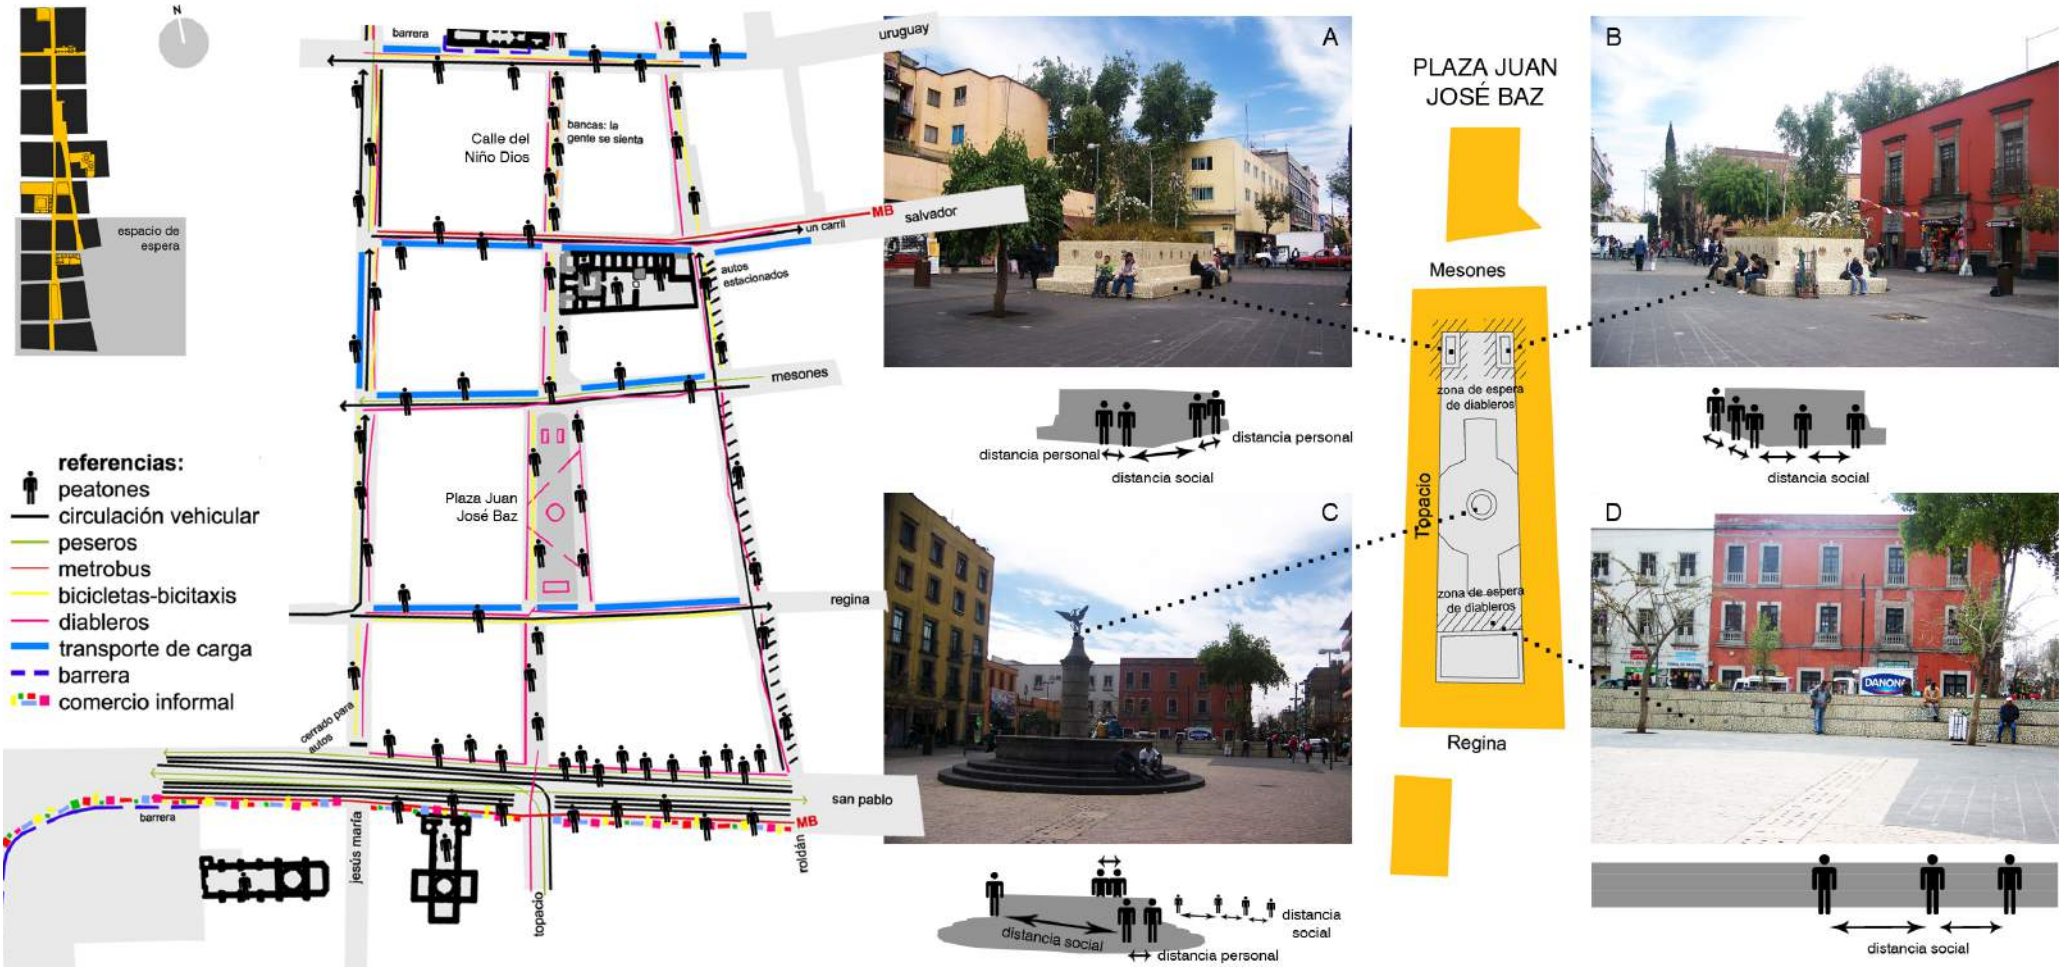 N
espacio de
espera
referencias:
peatones
circulación vehicular
peseros
metrobus
bicicletas-bicitaxis
diableros
transporte de carga
barrera
comercio informal
barrera
uruguay
Calle del
Niño Dios
bancas: la
gente se sienta
MB
salvador
un carril
autos
estacionados
mesones
Plaza Juan
José Baz
regina
cerrado para
autos
san pablo
barrera
MB
jesús maría
topacio
roldán
A
distancia personal
distancia personal
distancia social
PLAZA JUAN
JOSÉ BAZ
Mesones
zona de espera
de diableros
Topacio
zona de espera
de diableros
Regina
B
distancia social
C
distancia social
distancia personal
distancia
social
D
DANONE
distancia social